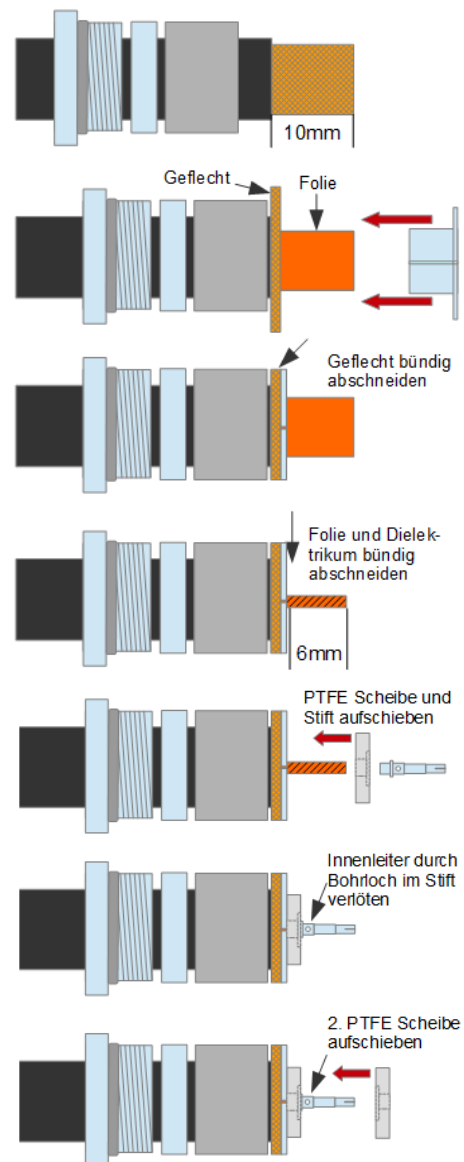 10mm
Geflecht
Folie
Geflecht bündig
abschneiden
Folie und Dielek-
trikum bündig
abschneiden
6mm
PTFE Scheibe und
Stift aufschieben
Innenleiter durch
Bohrloch im Stift
verlöten
2. PTFE Scheibe
aufschieben